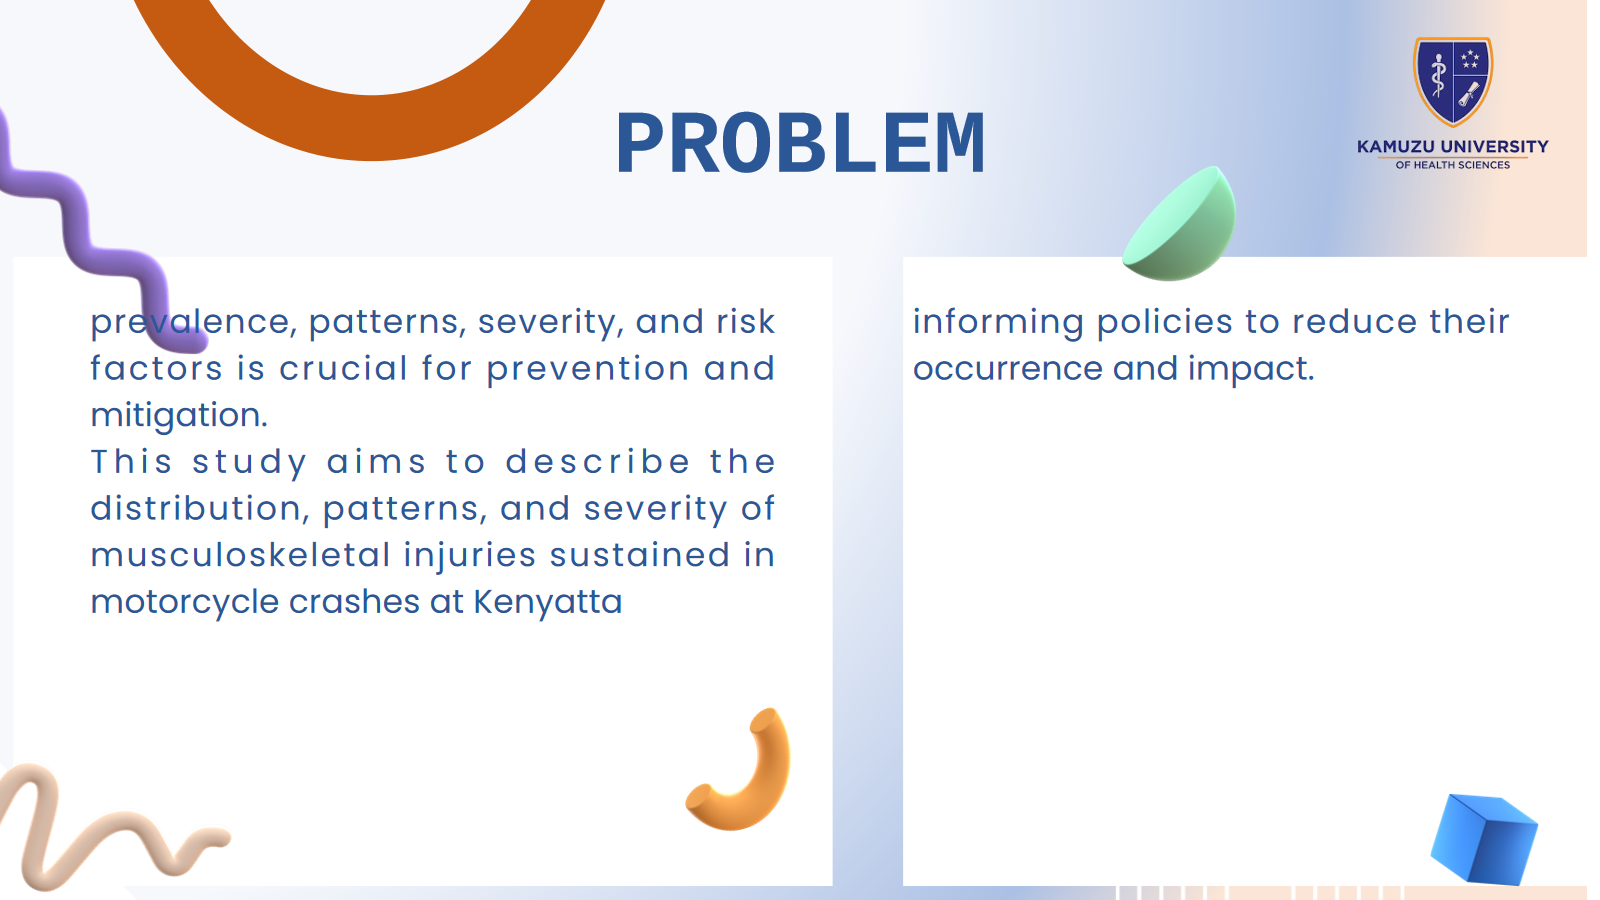 PROBLEM
KAMUZU UNIVERSITY
OF HEALTH SCIENCES
prevalence, patterns, severity, and risk
factors is crucial for prevention and
mitigation.
This study aims to describe the
distribution, patterns, and severity of
musculoskeletal injuries sustained in
motorcycle crashes at Kenyatta
informing policies to reduce their
occurrence and impact.